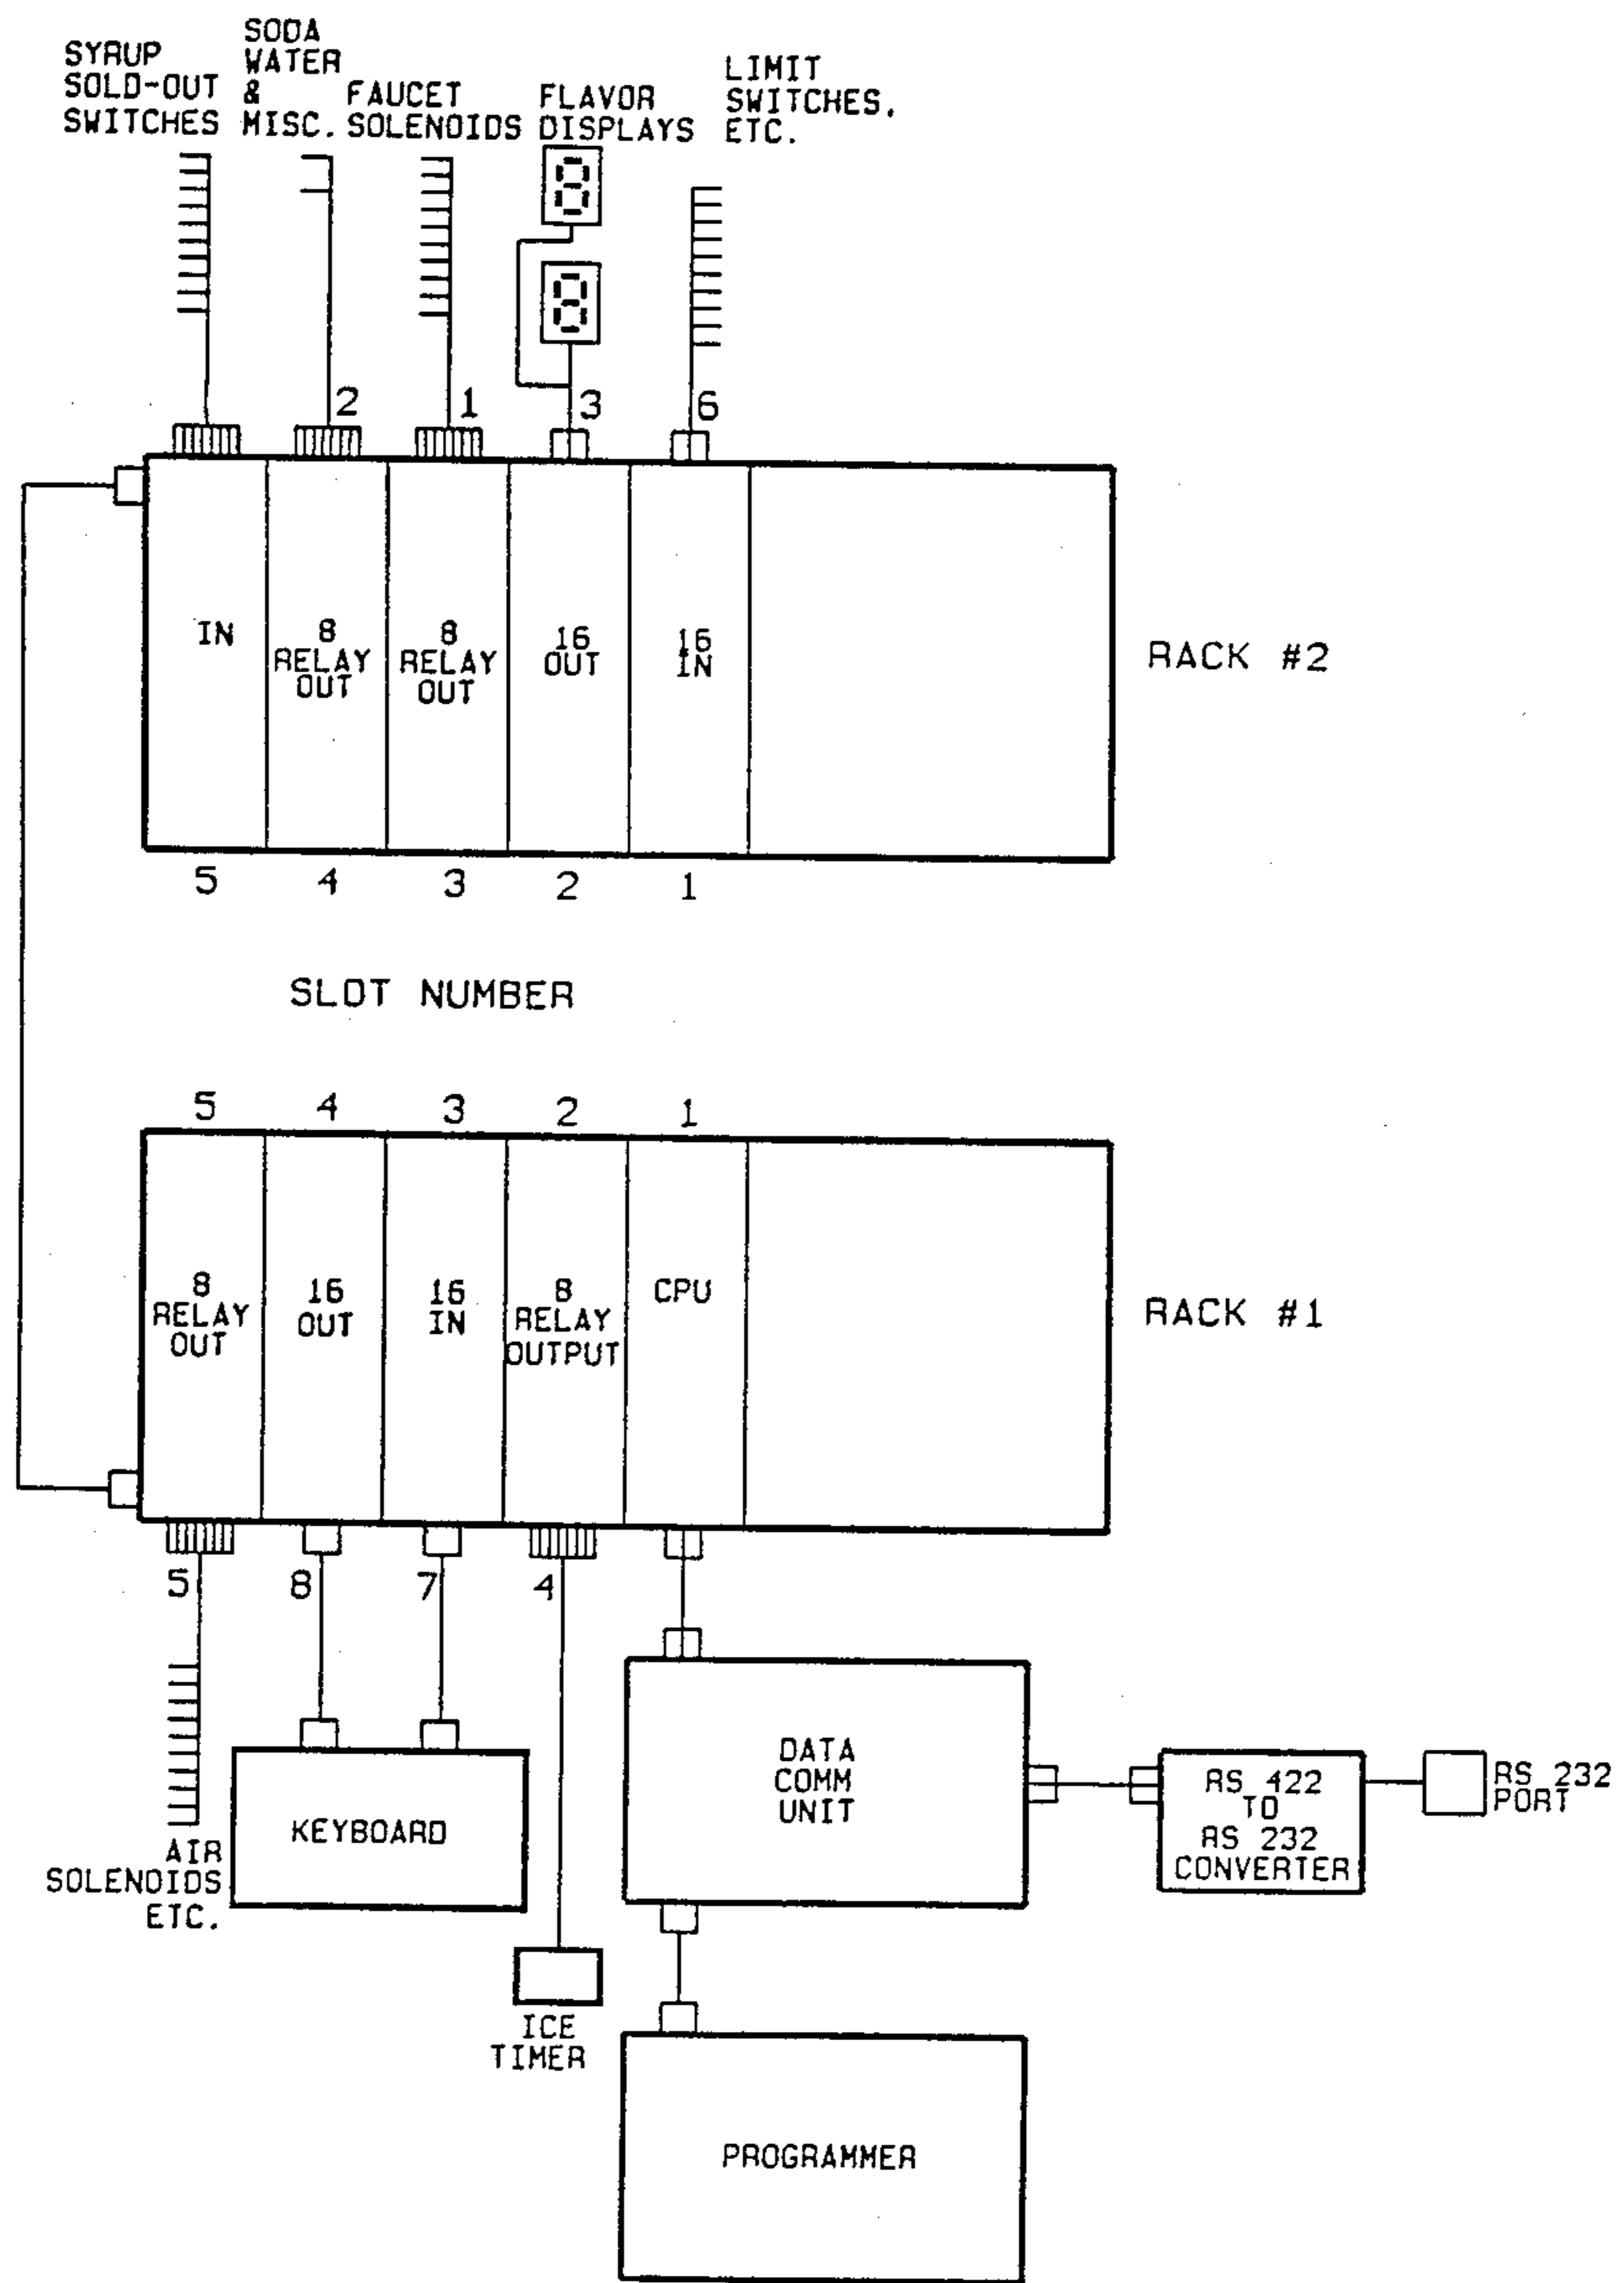 SYRUP
SOLD-OUT
SWITCHES
SODA
WATER
&
MISC.
FAUCET
SOLENOIDS
FLAVOR
DISPLAYS
LIMIT
SWITCHES,
ETC.
8
8
2
1
3
6
IN
8
RELAY
OUT
8
RELAY
OUT
16
OUT
16
IN
RACK #2
5
4
3
2
1
SLOT NUMBER
5
4
3
2
1
8
RELAY
OUT
16
OUT
16
IN
8
RELAY
OUTPUT
CPU
RACK #1
5
8
7
4
AIR
SOLENOIDS
ETC.
KEYBOARD
ICE
TIMER
DATA
COMM
UNIT
RS 422
TO
RS 232
CONVERTER
RS 232
PORT
PROGRAMMER